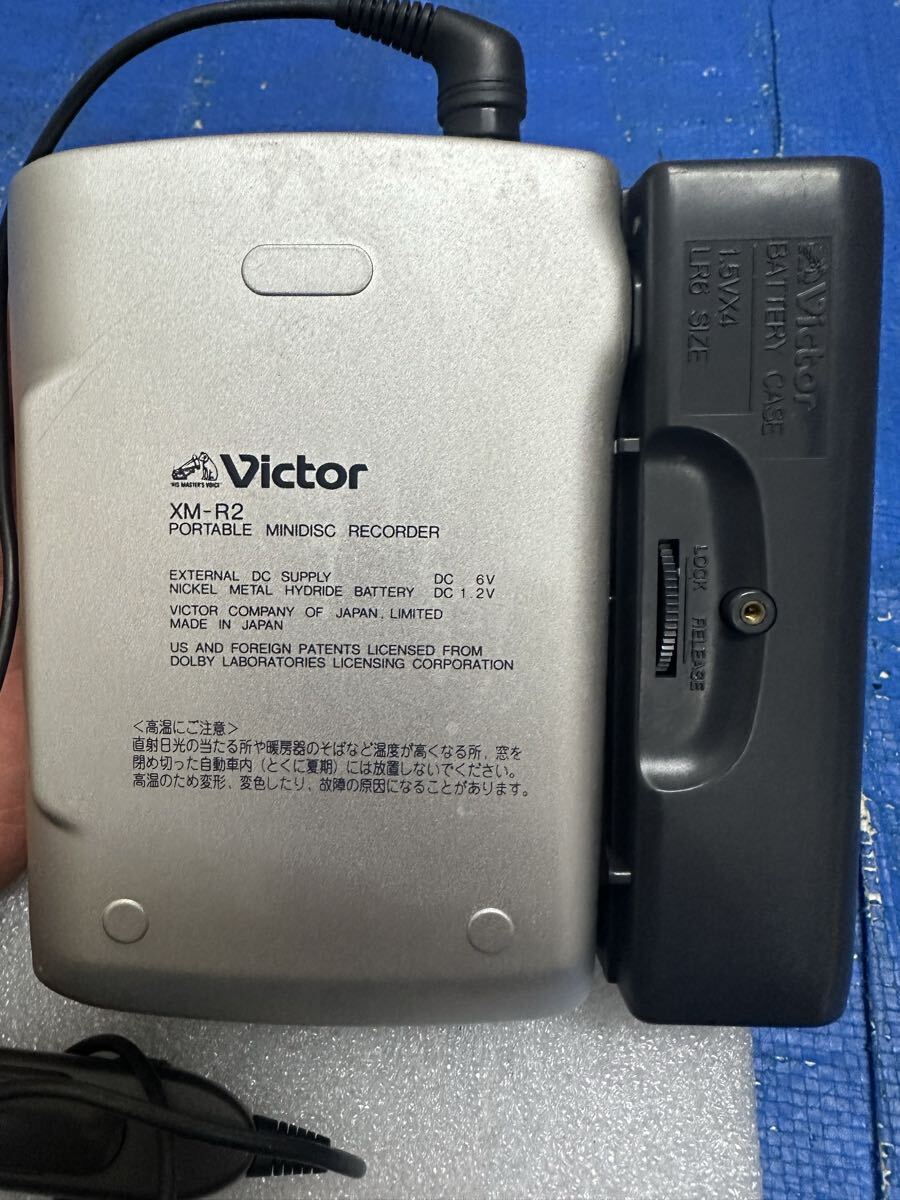 "HIS MASTER'S VOICE"
Victor
XM-R2
PORTABLE MINIDISC RECORDER
EXTERNAL DC SUPPLY DC 6V
NICKEL METAL HYDRIDE BATTERY DC 1.2V
VICTOR COMPANY OF JAPAN, LIMITED
MADE IN JAPAN
US AND FOREIGN PATENTS LICENSED FROM
DOLBY LABORATORIES LICENSING CORPORATION
<高温にご注意>
直射日光の当たる所や暖房器のそばなど温度が高くなる所，窓を
閉め切った自動車内（とくに夏期）には放置しないでください。
高温のため変形，変色したり，故障の原因になることがあります。
Victor
BATTERY CASE
1.5V×4
LR6 SIZE
LOCK RELEASE